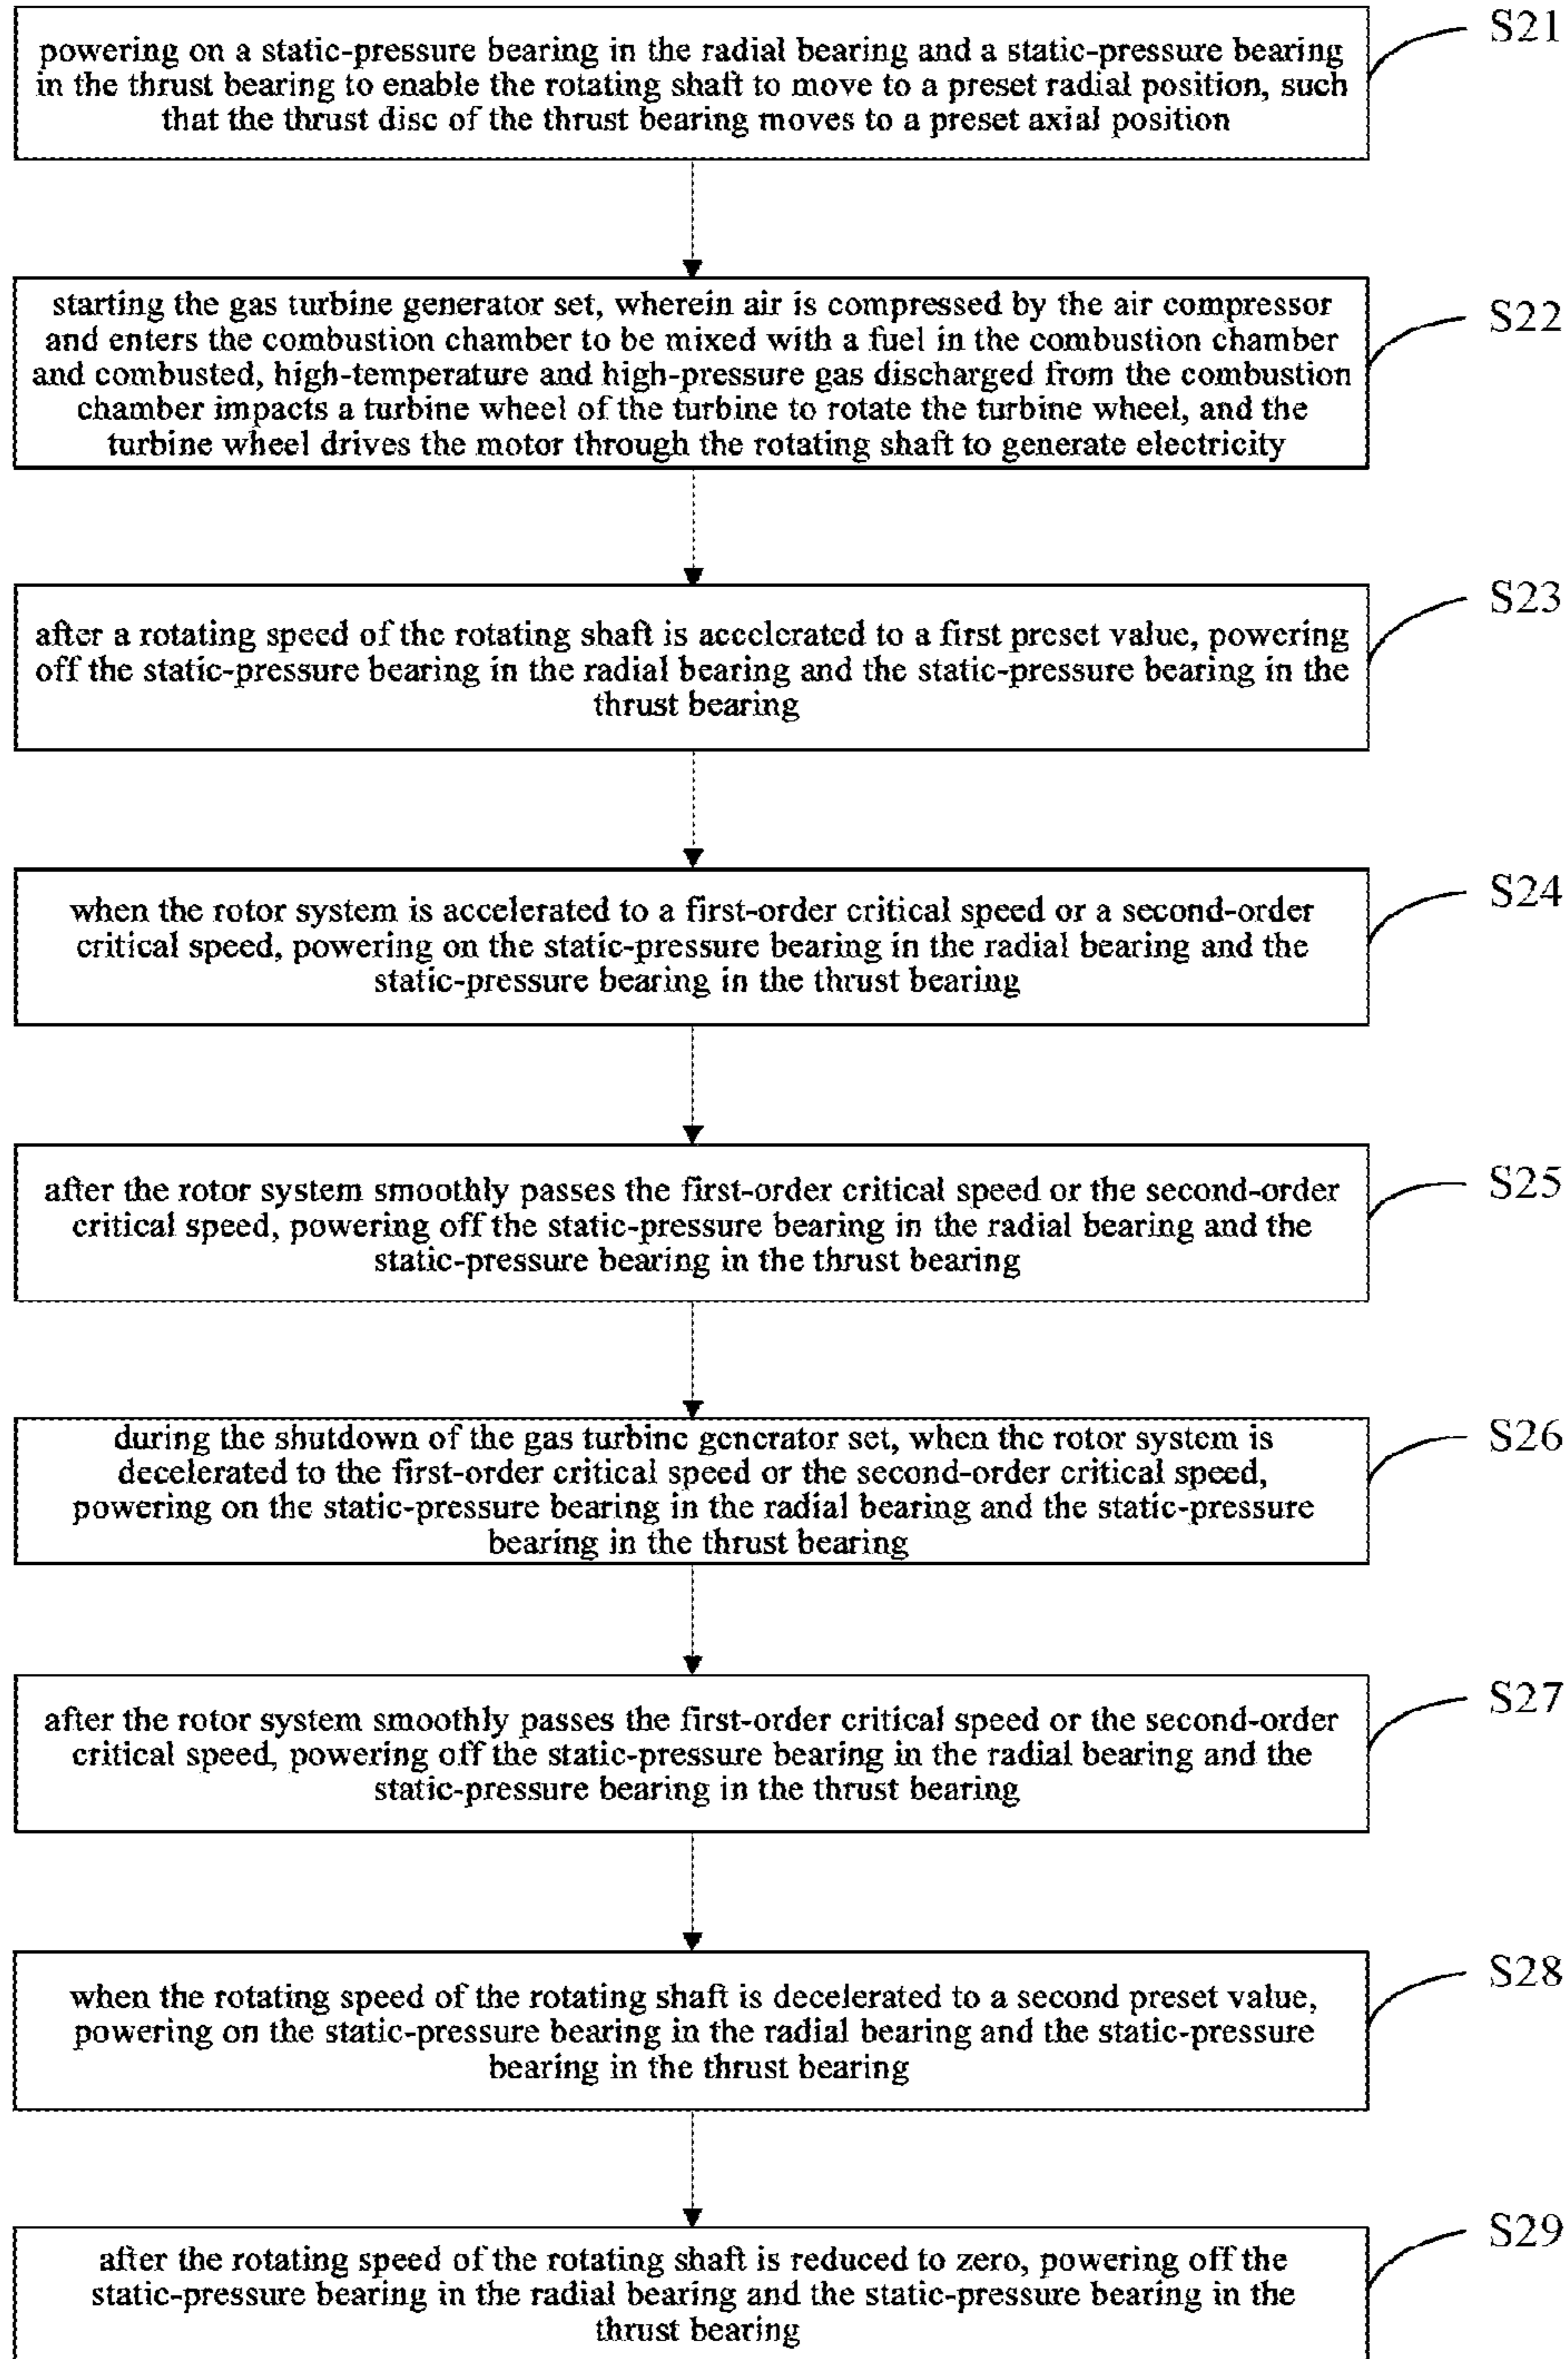 S21
powering on a static-pressure bearing in the radial bearing and a static-pressure bearing
in the thrust bearing to enable the rotating shaft to move to a preset radial position, such
that the thrust disc of the thrust bearing moves to a preset axial position
S22
starting the gas turbine generator set, wherein air is compressed by the air compressor
and enters the combustion chamber to be mixed with a fuel in the combustion chamber
and combusted, high-temperature and high-pressure gas discharged from the combustion
chamber impacts a turbine wheel of the turbine to rotate the turbine wheel, and the
turbine wheel drives the motor through the rotating shaft to generate electricity
S23
after a rotating speed of the rotating shaft is accelerated to a first preset value, powering
off the static-pressure bearing in the radial bearing and the static-pressure bearing in the
thrust bearing
S24
when the rotor system is accelerated to a first-order critical speed or a second-order
critical speed, powering on the static-pressure bearing in the radial bearing and the
static-pressure bearing in the thrust bearing
S25
after the rotor system smoothly passes the first-order critical speed or the second-order
critical speed, powering off the static-pressure bearing in the radial bearing and the
static-pressure bearing in the thrust bearing
S26
during the shutdown of the gas turbine generator set, when the rotor system is
decelerated to the first-order critical speed or the second-order critical speed,
powering on the static-pressure bearing in the radial bearing and the static-pressure
bearing in the thrust bearing
S27
after the rotor system smoothly passes the first-order critical speed or the second-order
critical speed, powering off the static-pressure bearing in the radial bearing and the
static-pressure bearing in the thrust bearing
S28
when the rotating speed of the rotating shaft is decelerated to a second preset value,
powering on the static-pressure bearing in the radial bearing and the static-pressure
bearing in the thrust bearing
S29
after the rotating speed of the rotating shaft is reduced to zero, powering off the
static-pressure bearing in the radial bearing and the static-pressure bearing in the
thrust bearing